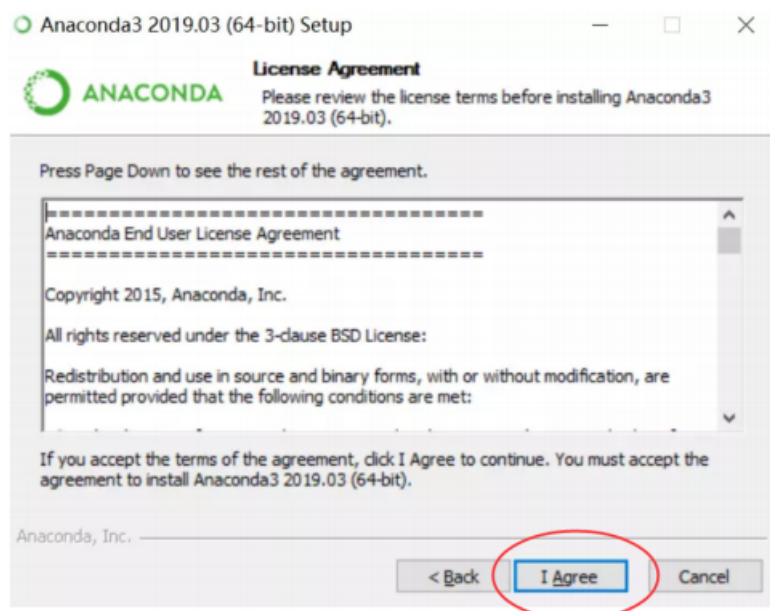 Anaconda3 2019.03 (64-bit) Setup
ANACONDA
License Agreement
Please review the license terms before installing Anaconda3
2019.03 (64-bit).
Press Page Down to see the rest of the agreement.
===================================
Anaconda End User License Agreement
===================================
Copyright 2015, Anaconda, Inc.
All rights reserved under the 3-clause BSD License:
Redistribution and use in source and binary forms, with or without modification, are
permitted provided that the following conditions are met:
If you accept the terms of the agreement, click I Agree to continue. You must accept the
agreement to install Anaconda3 2019.03 (64-bit).
Anaconda, Inc.
< Back
I Agree
Cancel